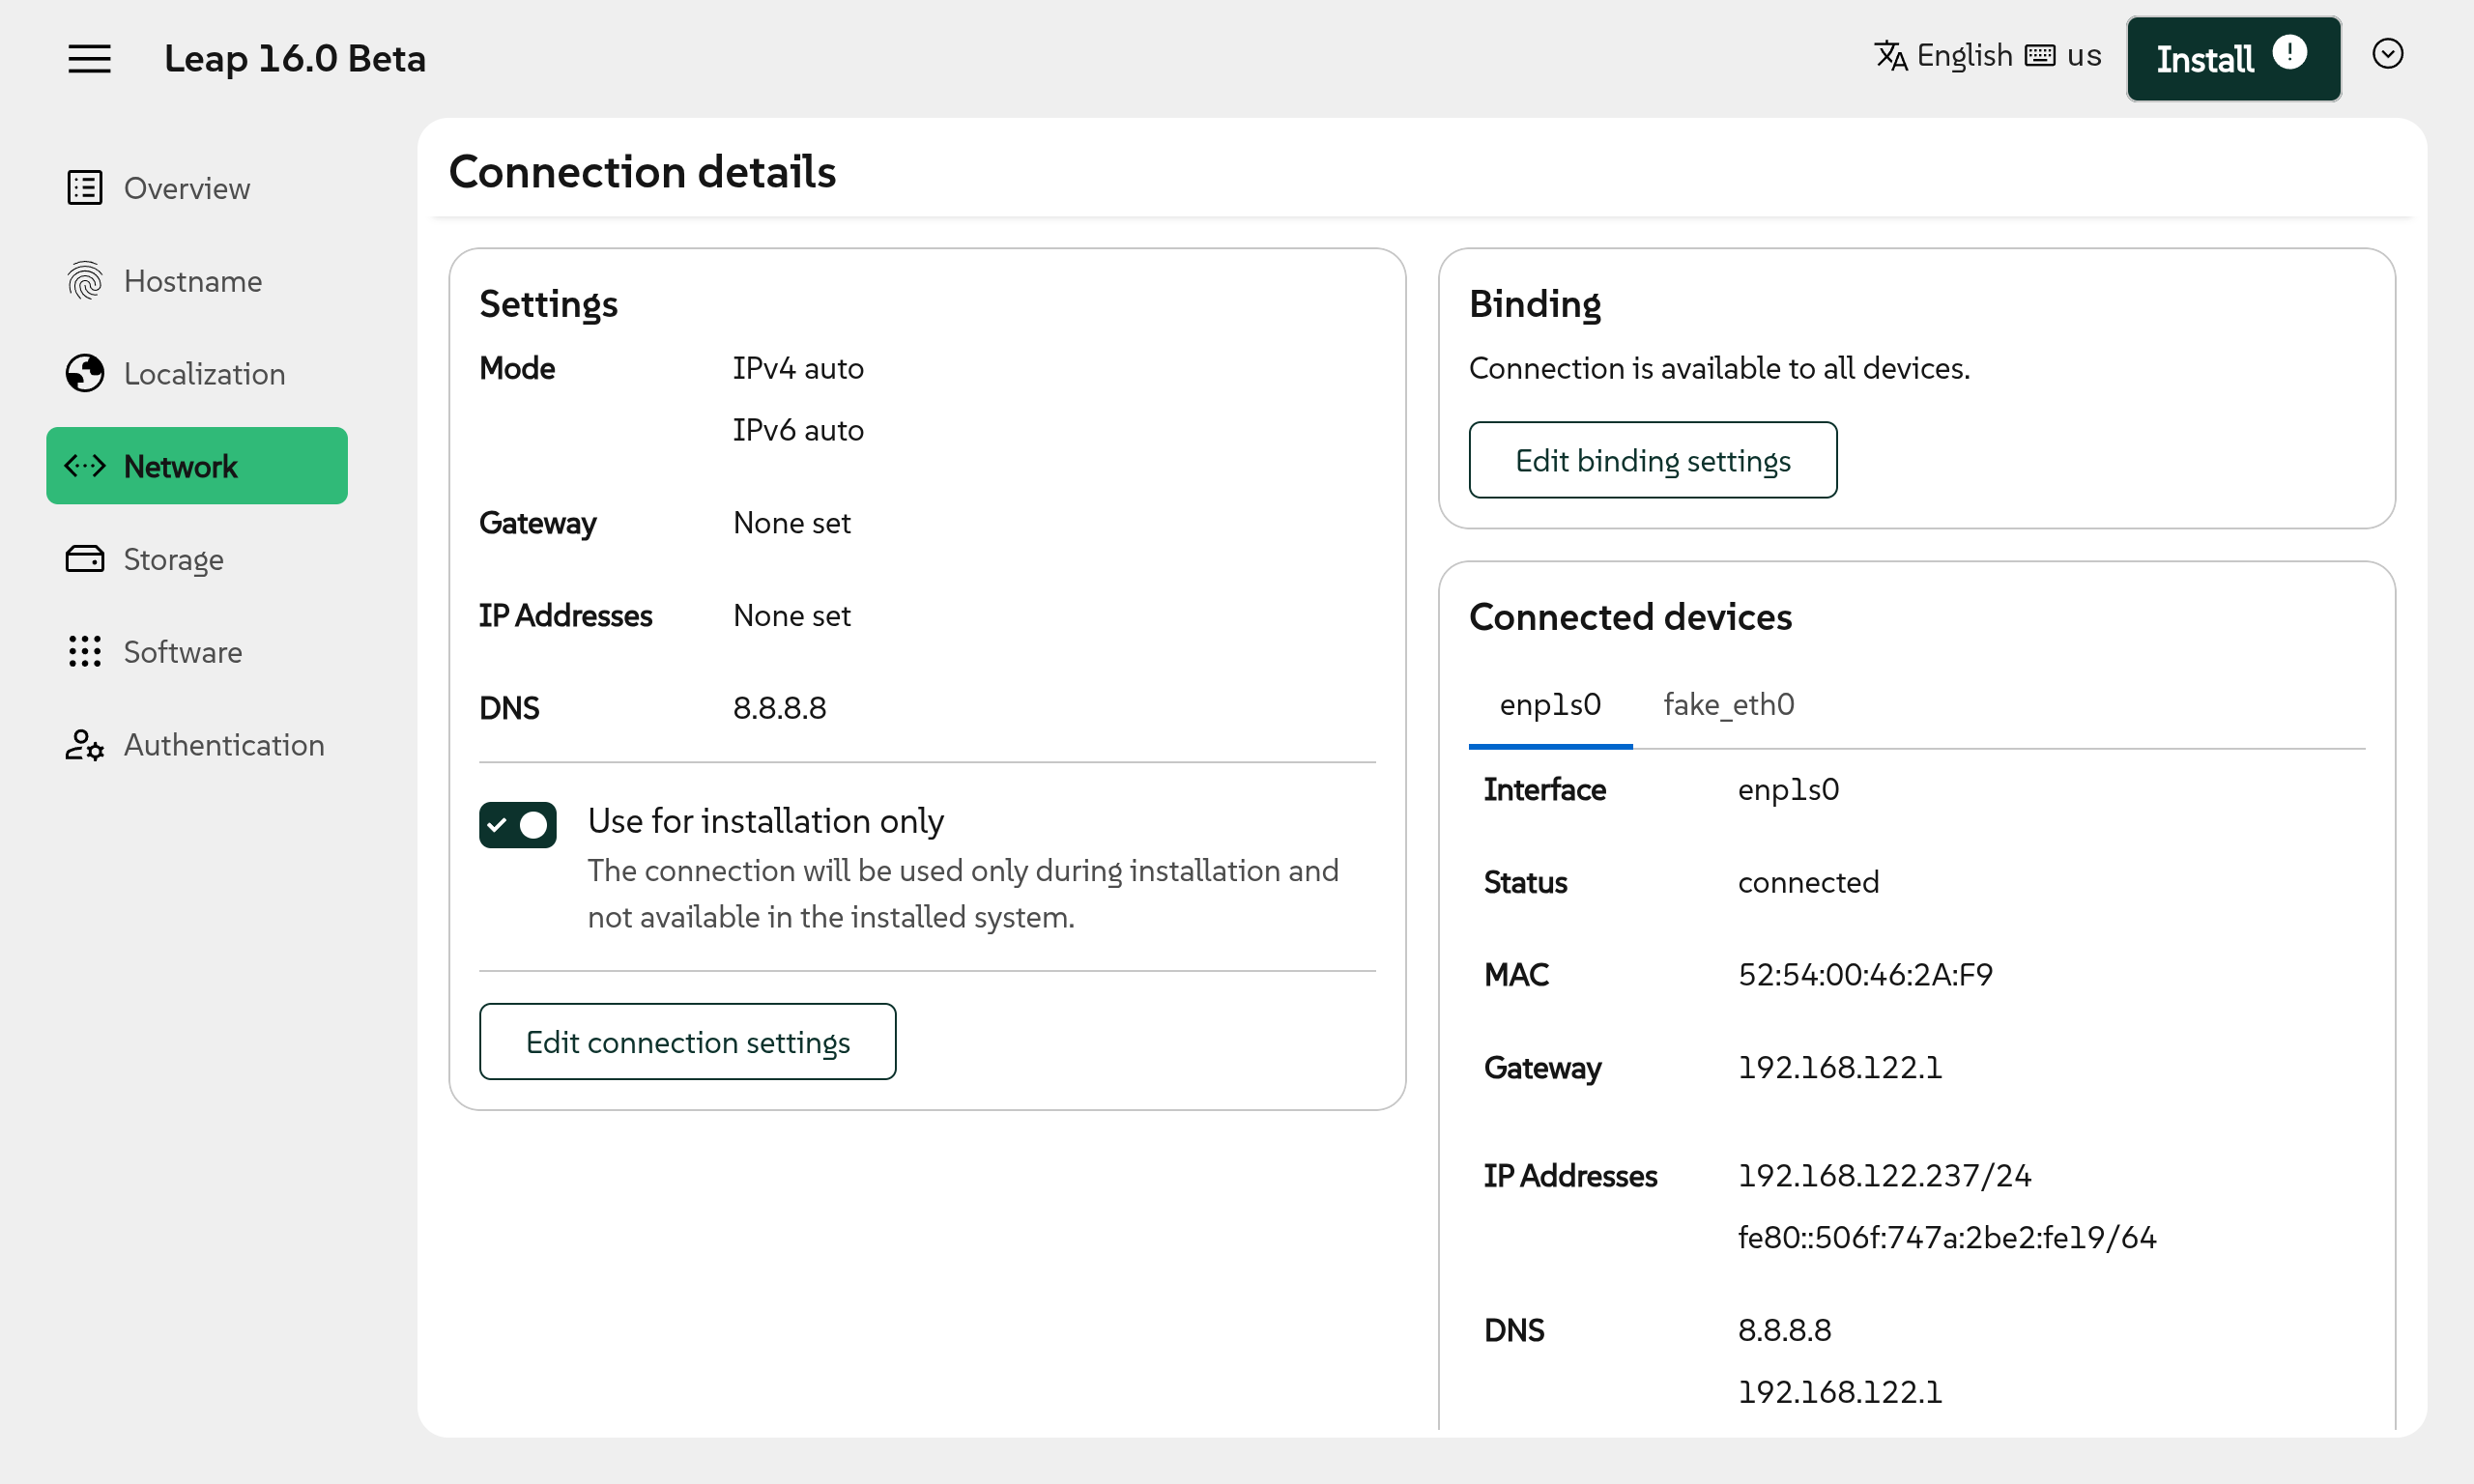 Leap 16.0 Beta
English us
Install
Overview
Hostname
Localization
Network
Storage
Software
Authentication
Connection details
Settings
Mode IPv4 auto
IPv6 auto
Gateway None set
IP Addresses None set
DNS 8.8.8.8
Use for installation only
The connection will be used only during installation and
not available in the installed system.
Edit connection settings
Binding
Connection is available to all devices.
Edit binding settings
Connected devices
enp1s0 fake_eth0
Interface enp1s0
Status connected
MAC 52:54:00:46:2A:F9
Gateway 192.168.122.1
IP Addresses 192.168.122.237/24
fe80::506f:747a:2be2:fe19/64
DNS 8.8.8.8
192.168.122.1